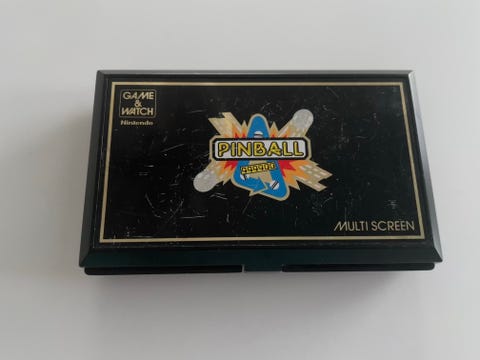 GAME
&
WATCH
Nintendo
PINBALL
MULTI SCREEN